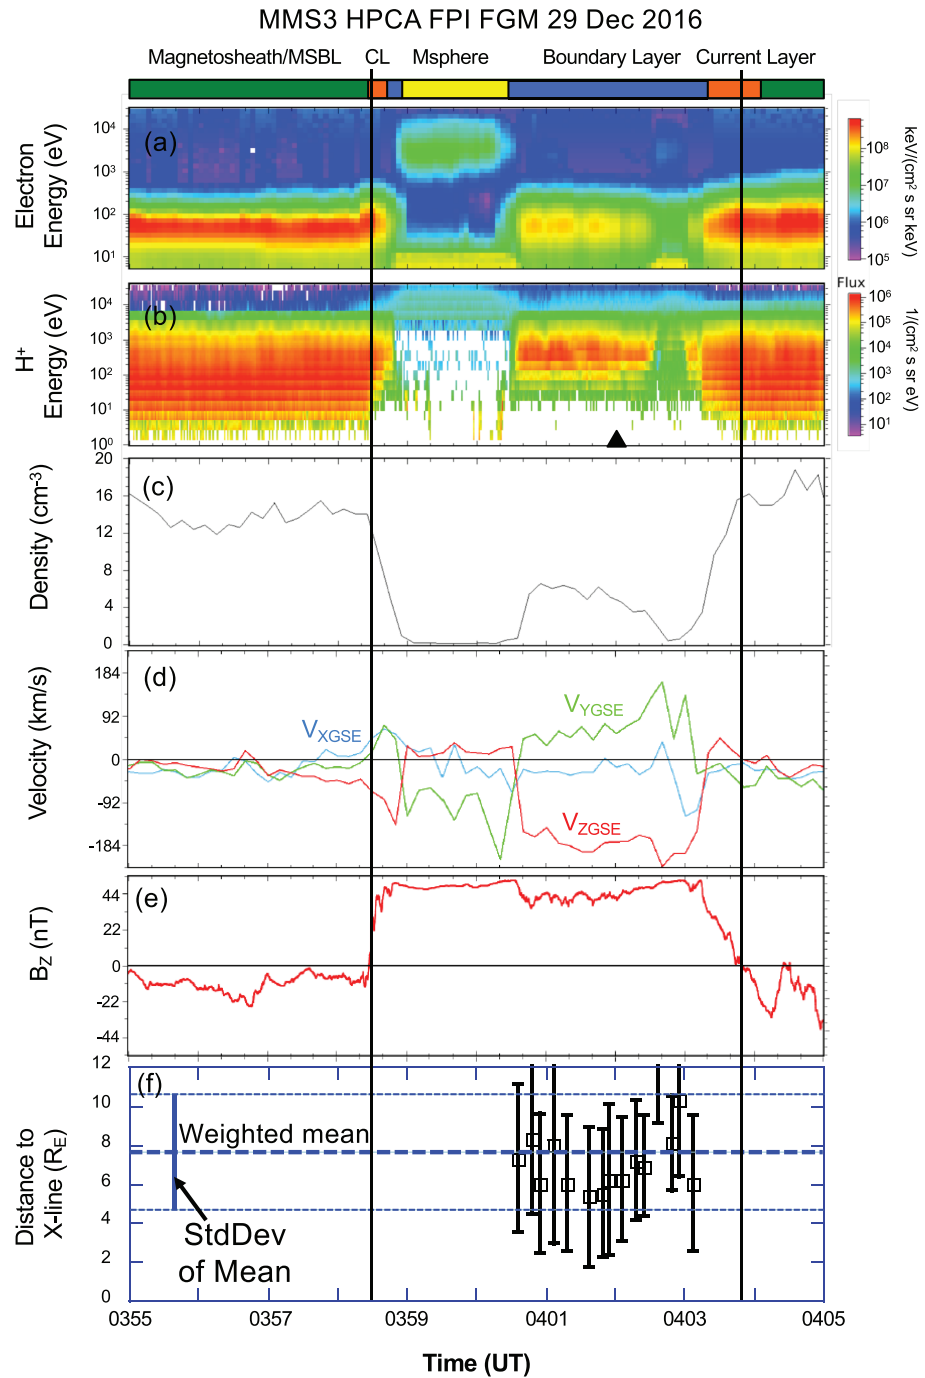 MMS3 HPCA FPI FGM 29 Dec 2016
Magnetosheath/MSBL CL Msphere Boundary Layer Current Layer
(a)
Electron
Energy (eV)
10⁴
10³
10²
10¹
10⁸
10⁷
10⁶
10⁵
keV/(cm² s sr keV)
(b)
H⁺
Energy (eV)
10⁴
10³
10²
10¹
10⁰
Flux
10⁶
10⁵
10⁴
10³
10²
10¹
1/(cm² s sr eV)
(c)
Density (cm⁻³)
20
16
12
8
4
0
(d)
Velocity (km/s)
184
92
0
-92
-184
V_XGSE
V_YGSE
V_ZGSE
(e)
B_Z (nT)
44
22
0
-22
-44
(f)
Distance to
X-line (R_E)
12
10
8
6
4
2
0
Weighted mean
StdDev
of Mean
0355 0357 0359 0401 0403 0405
Time (UT)